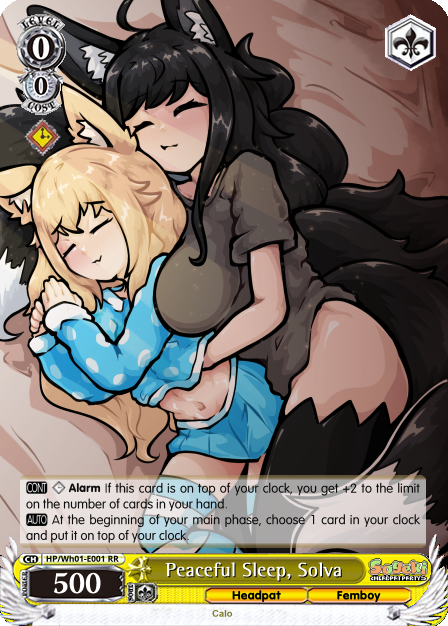 LEVEL
0
0
COST
CONT Alarm If this card is on top of your clock, you get +2 to the limit
on the number of cards in your hand.
AUTO At the beginning of your main phase, choose 1 card in your clock
and put it on top of your clock.
CH HP/Wh01-E001 RR
POWER 500 SOUL Peaceful Sleep, Solva
Headpat Femboy
Calo